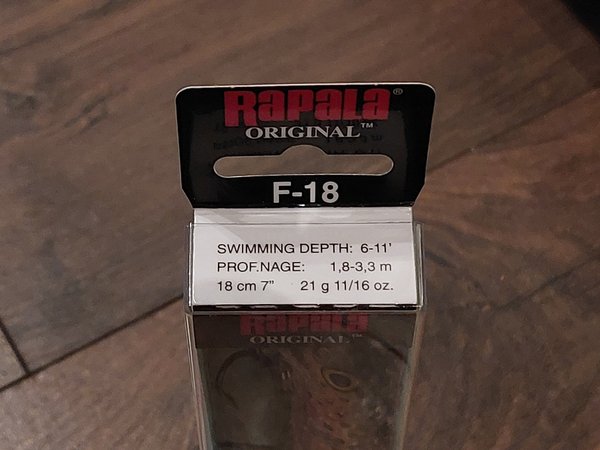 RAPALA®
ORIGINAL™
F-18
SWIMMING DEPTH: 6-11'
PROF.NAGE: 1,8-3,3 m
18 cm 7" 21 g 11/16 oz.
RAPALA
ORIGINAL